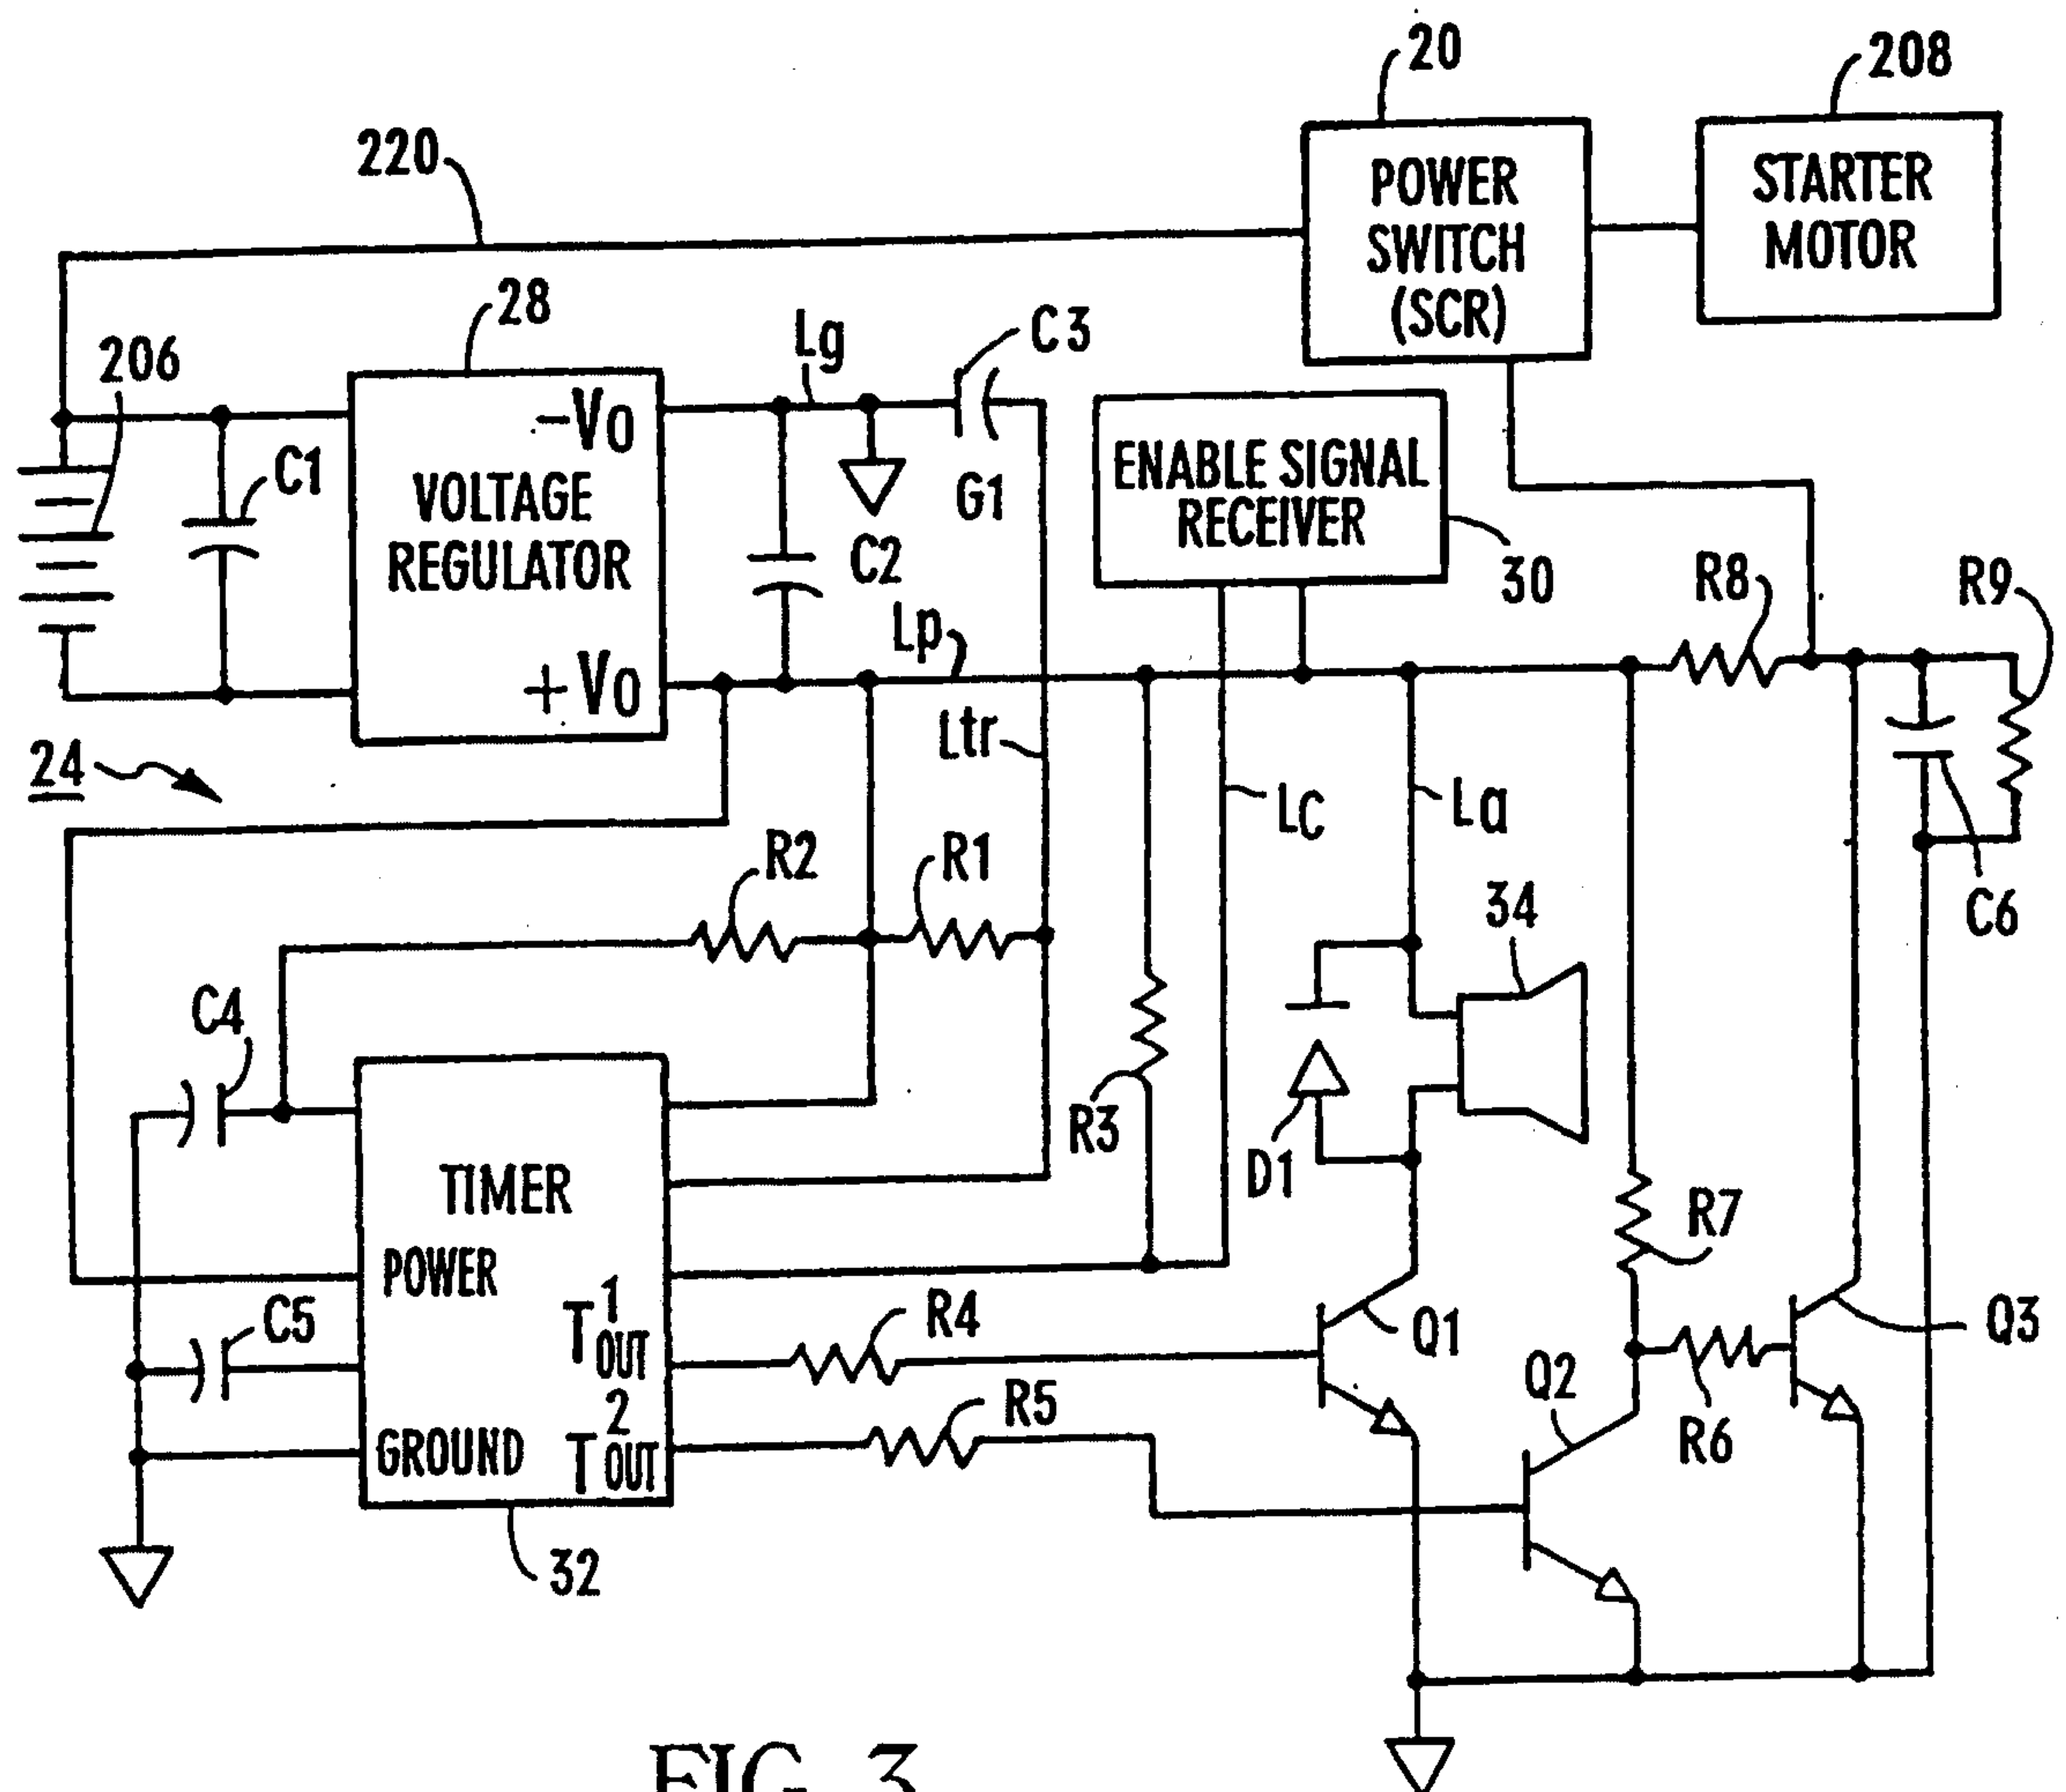 20
208
220
POWER
SWITCH
(SCR)
STARTER
MOTOR
28
206
Lg
C3
-Vo
C1
VOLTAGE
REGULATOR
G1
C2
ENABLE SIGNAL
RECEIVER
30
R8
R9
Lp
+Vo
Ltr
24
LC
La
R2
R1
34
C6
C4
R3
D1
TIMER
R7
POWER
C5
T1OUT
R4
Q1
Q3
Q2
R5
R6
GROUND
T2OUT
32
FIG. 3